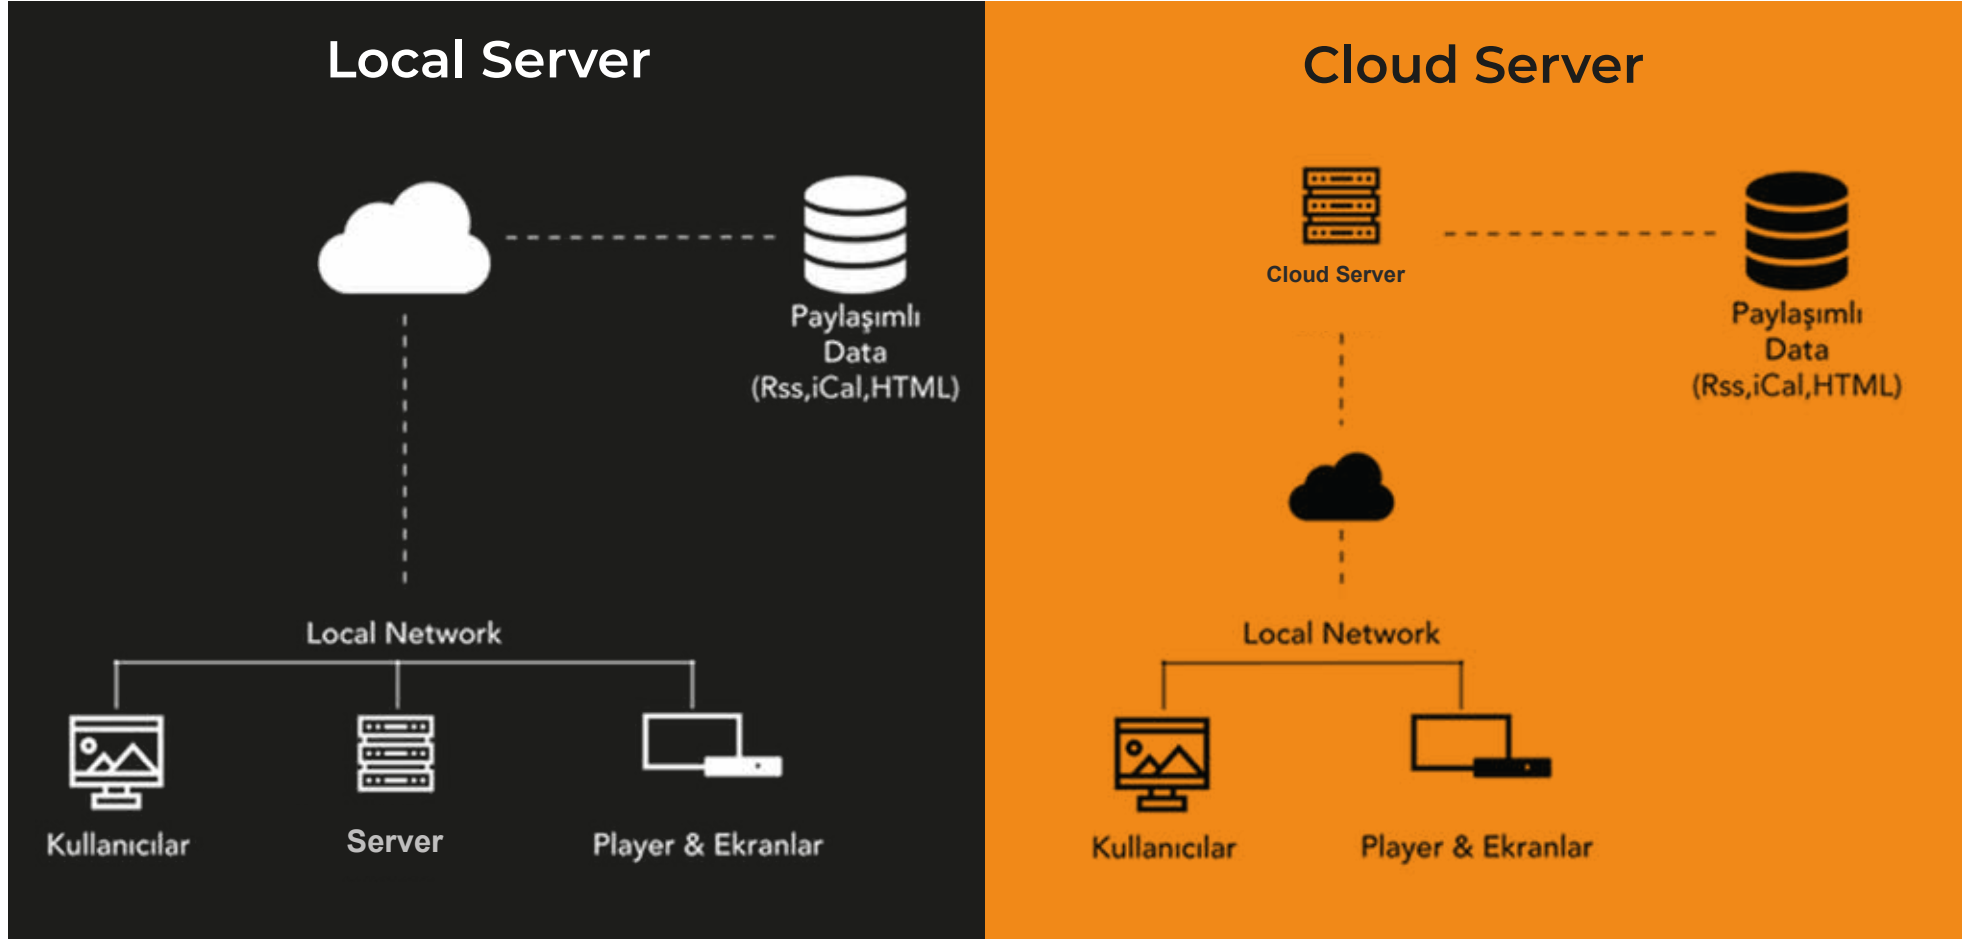 Local Server
Paylaşımlı
Data
(Rss,iCal,HTML)
Local Network
Kullanıcılar
Server
Player & Ekranlar
Cloud Server
Cloud Server
Paylaşımlı
Data
(Rss,iCal,HTML)
Local Network
Kullanıcılar
Player & Ekranlar